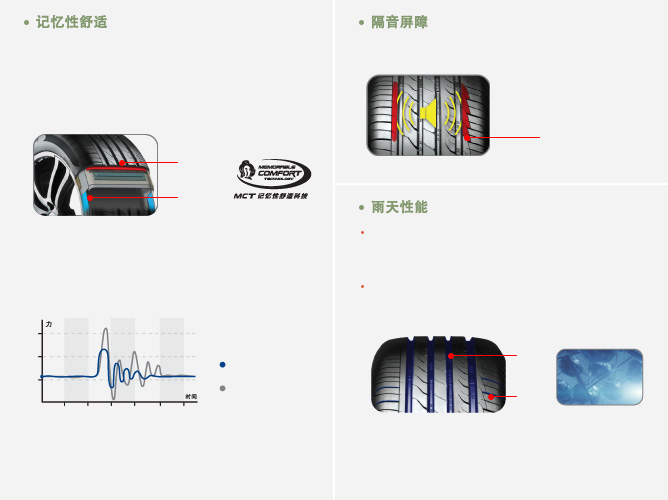 记忆性舒适
MEMORABLE
COMFORT
TECHNOLOGY
MCT 记忆性舒适科技
力
时间
隔音屏障
雨天性能